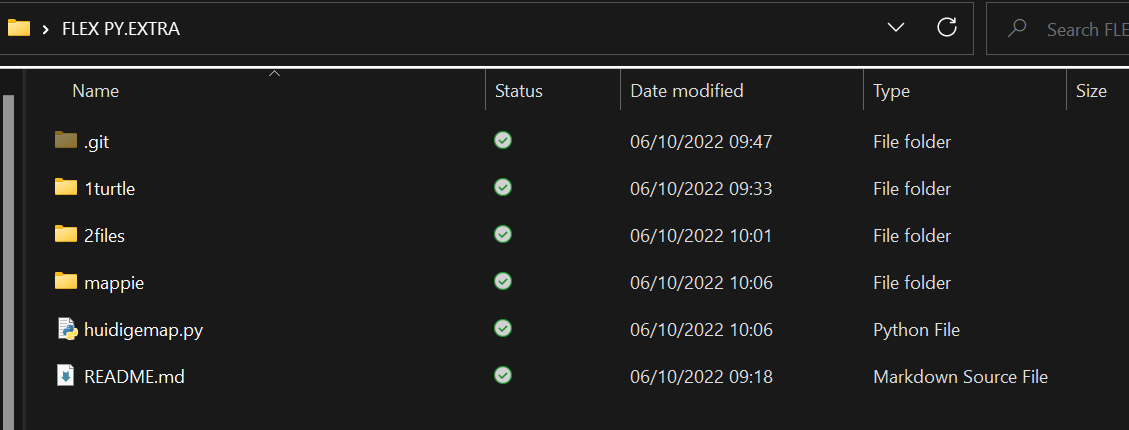 FLEX PY.EXTRA Search FLE
Name Status Date modified Type Size
.git 06/10/2022 09:47 File folder
1turtle 06/10/2022 09:33 File folder
2files 06/10/2022 10:01 File folder
mappie 06/10/2022 10:06 File folder
huidigemap.py 06/10/2022 10:06 Python File
README.md 06/10/2022 09:18 Markdown Source File